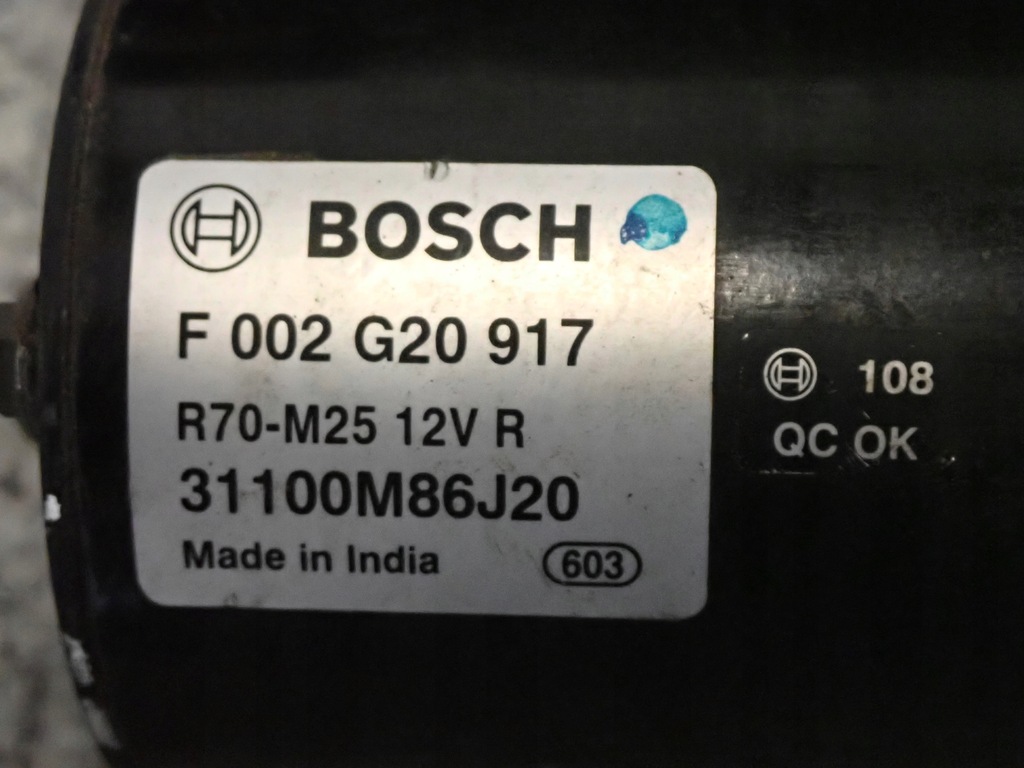 BOSCH
F 002 G20 917
R70-M25 12V R
31100M86J20
Made in India 603
108
QC OK